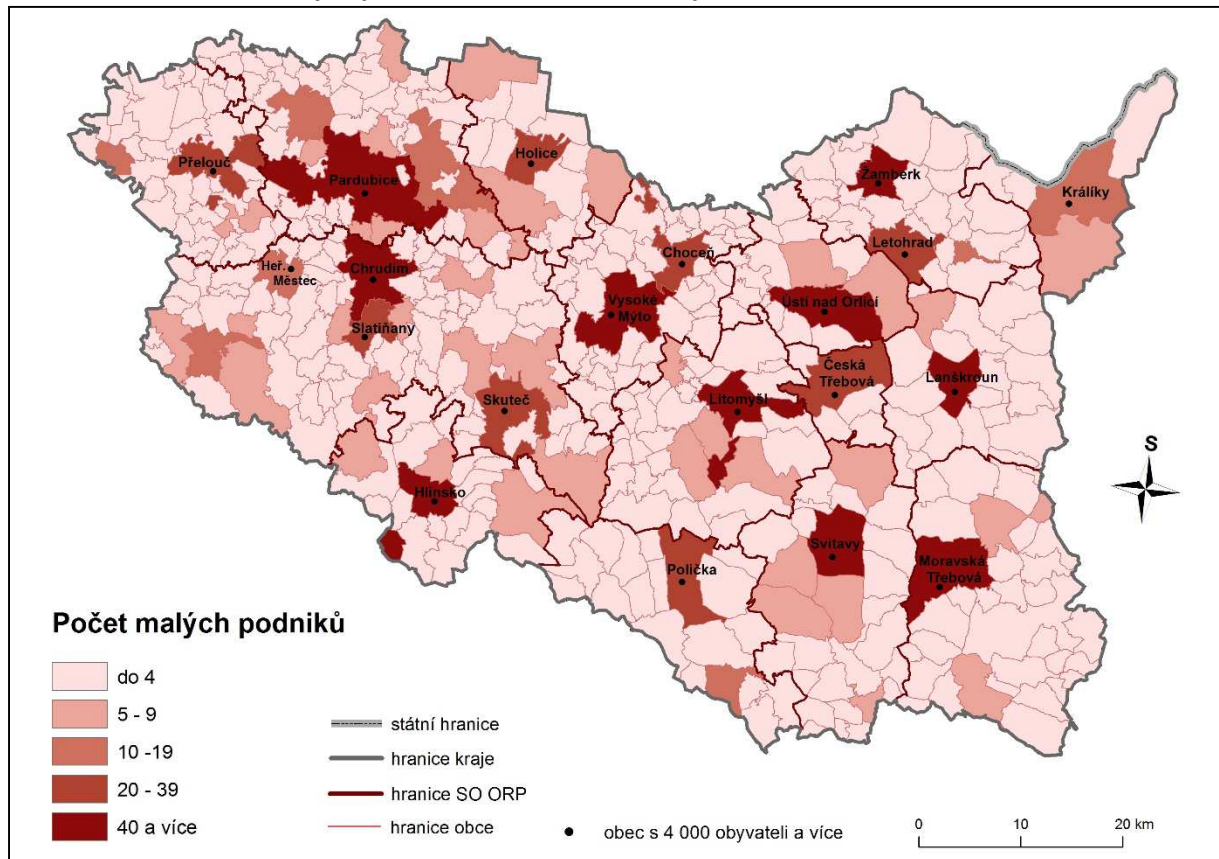 Žamberk
Holice
Přelouč
Pardubice
Králíky
Letohrad
Choceň
Heř.
Městec
Chrudim
Vysoké
Mýto
Ústí nad Orlicí
Slatiňany
Česká
Třebová
Lanškroun
Litomyšl
Skuteč
S
Hlinsko
Svitavy
Moravská
Třebová
Polička
Počet malých podniků
do 4
5 - 9
10 -19
20 - 39
40 a více
státní hranice
hranice kraje
hranice SO ORP
hranice obce
obec s 4 000 obyvateli a více
0 10 20 km